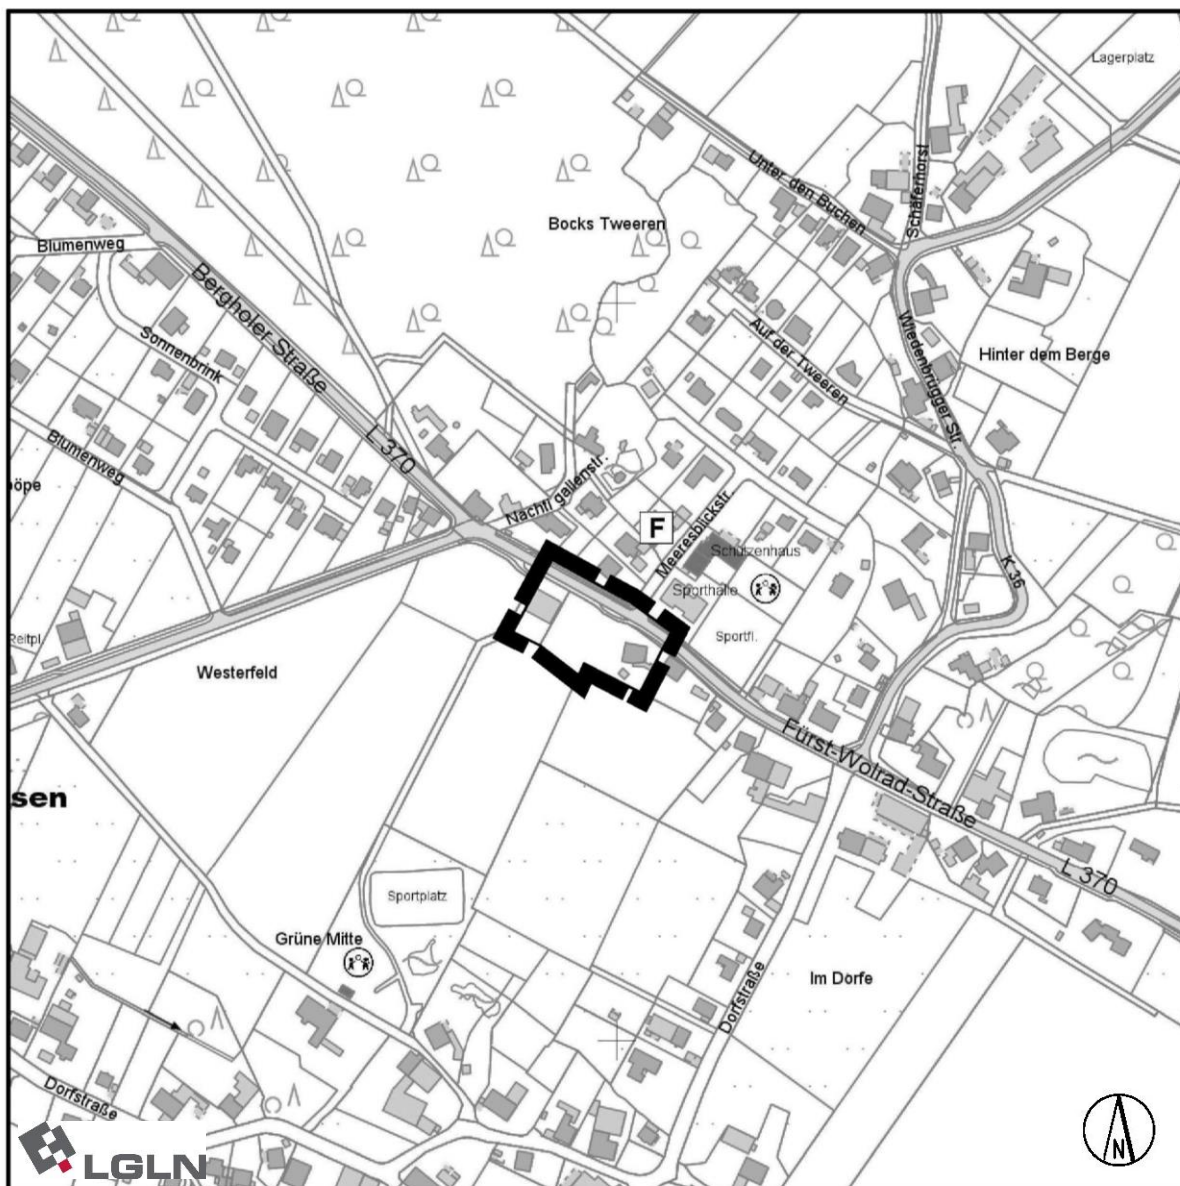 Lagerplatz
Unter den Buchen
Schäferhorst
Bocks Tweeren
Blumenweg
Bergholer Straße
Sonnenbrink
Auf der Tweeren
Wiedenbrügger Str.
Hinter dem Berge
L 370
Blumenweg
öpe
Nachti gallenstr.
Meeresblickstr.
F
Schützenhaus
Sporthalle
K 36
Sportfl.
Reitpl.
Westerfeld
Fürst-Wolrad-Straße
sen
L 370
Sportplatz
Grüne Mitte
Im Dorfe
Dorfstraße
Dorfstraße
LGLN
N